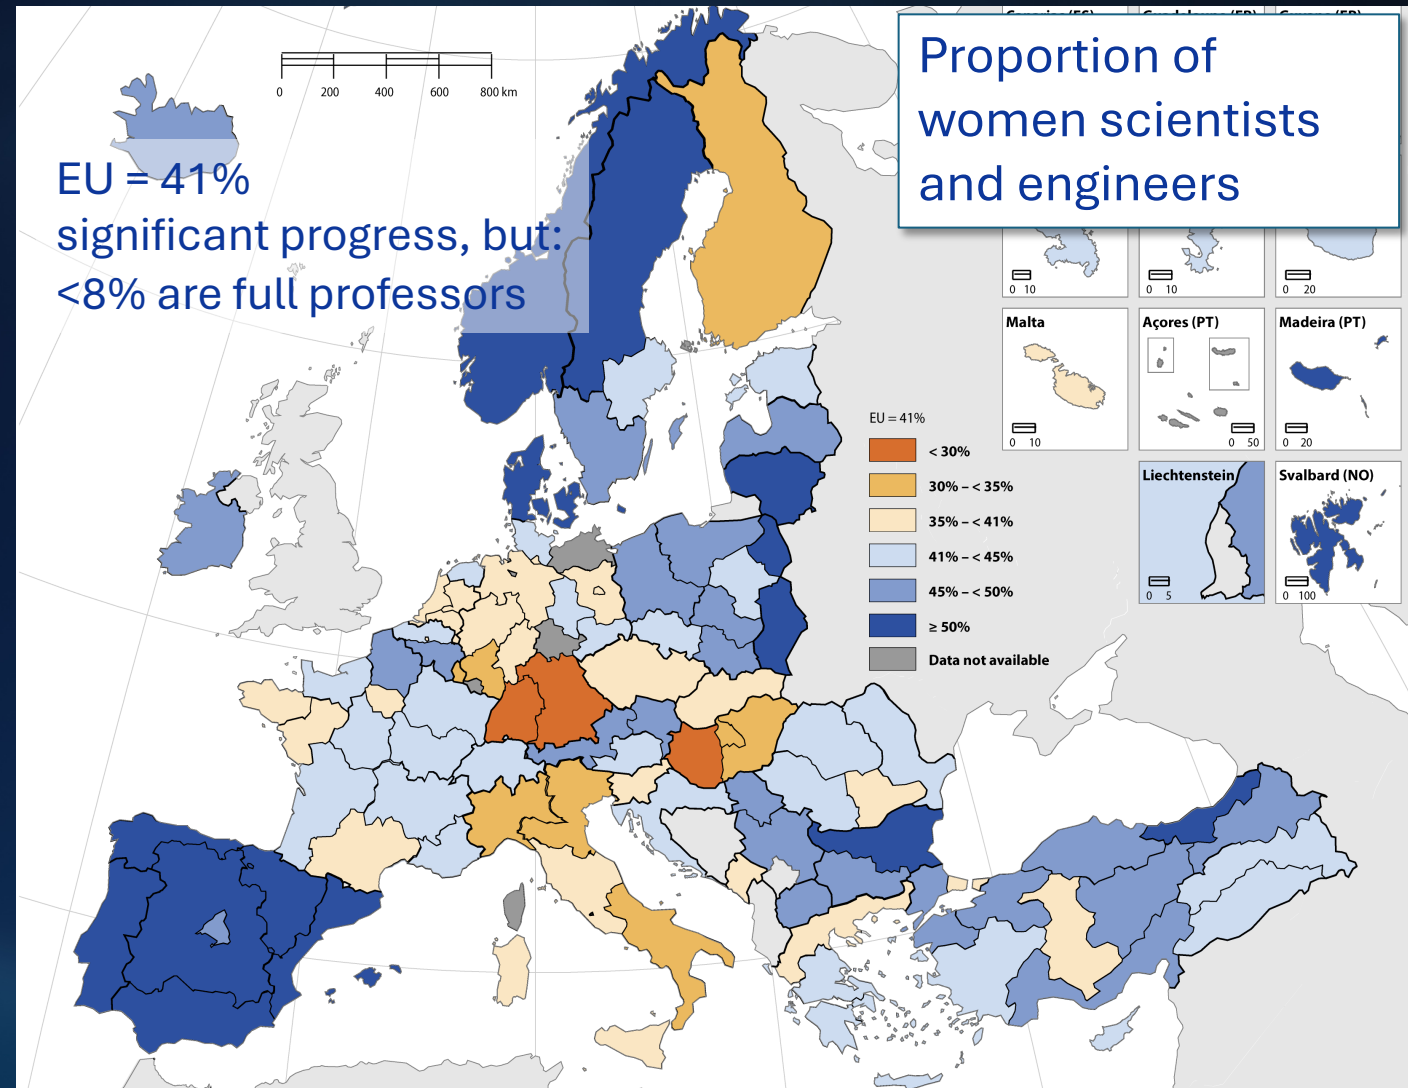 Proportion of
women scientists
and engineers
EU = 41%
significant progress, but:
<8% are full professors
0 200 400 600 800 km
0 10
0 10
0 20
Malta
0 10
Açores (PT)
0 50
Madeira (PT)
0 20
Liechtenstein
0 5
Svalbard (NO)
0 100
EU = 41%
< 30%
30% – < 35%
35% – < 41%
41% – < 45%
45% – < 50%
≥ 50%
Data not available